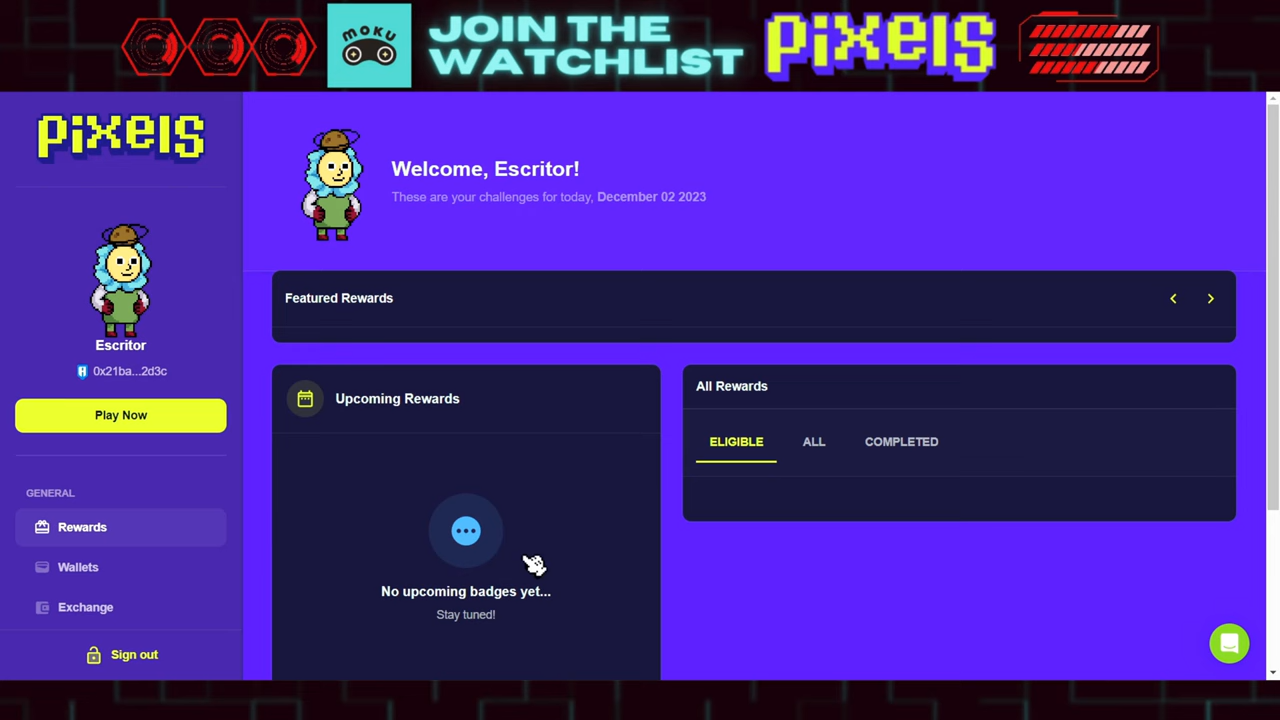 MOKU
JOIN THE
WATCHLIST
pixels
pixels
Welcome, Escritor!
These are your challenges for today, December 02 2023
Featured Rewards
Escritor
0x21ba...2d3c
Play Now
Upcoming Rewards
No upcoming badges yet...
Stay tuned!
All Rewards
ELIGIBLE
ALL
COMPLETED
GENERAL
Rewards
Wallets
Exchange
Sign out